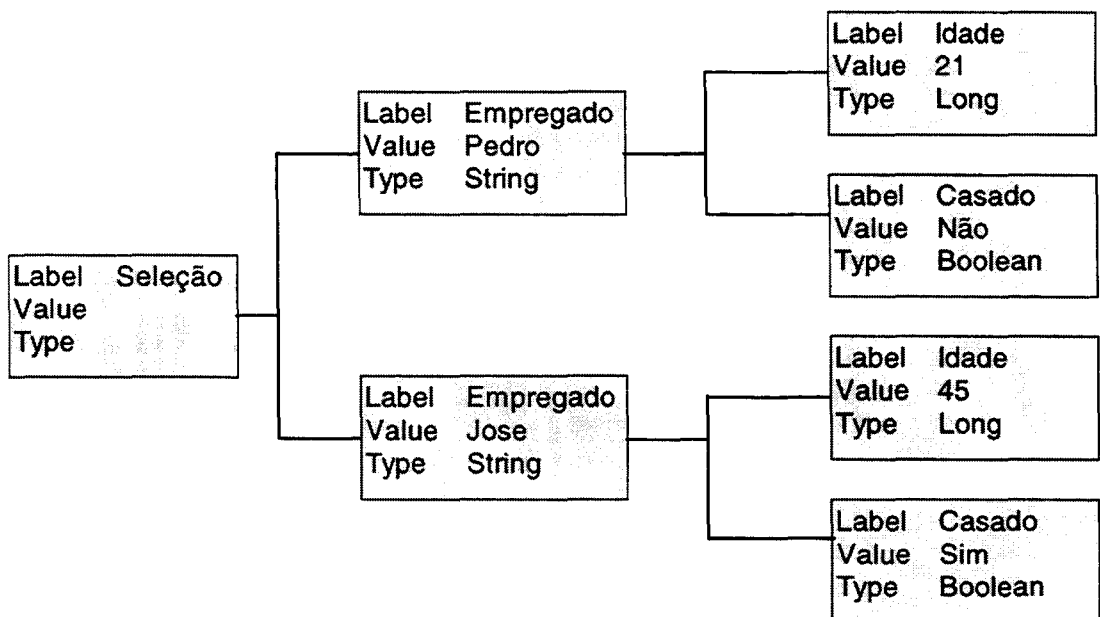 Label Seleção
Value
Type
Label Empregado
Value Pedro
Type String
Label Idade
Value 21
Type Long
Label Casado
Value Não
Type Boolean
Label Empregado
Value Jose
Type String
Label Idade
Value 45
Type Long
Label Casado
Value Sim
Type Boolean